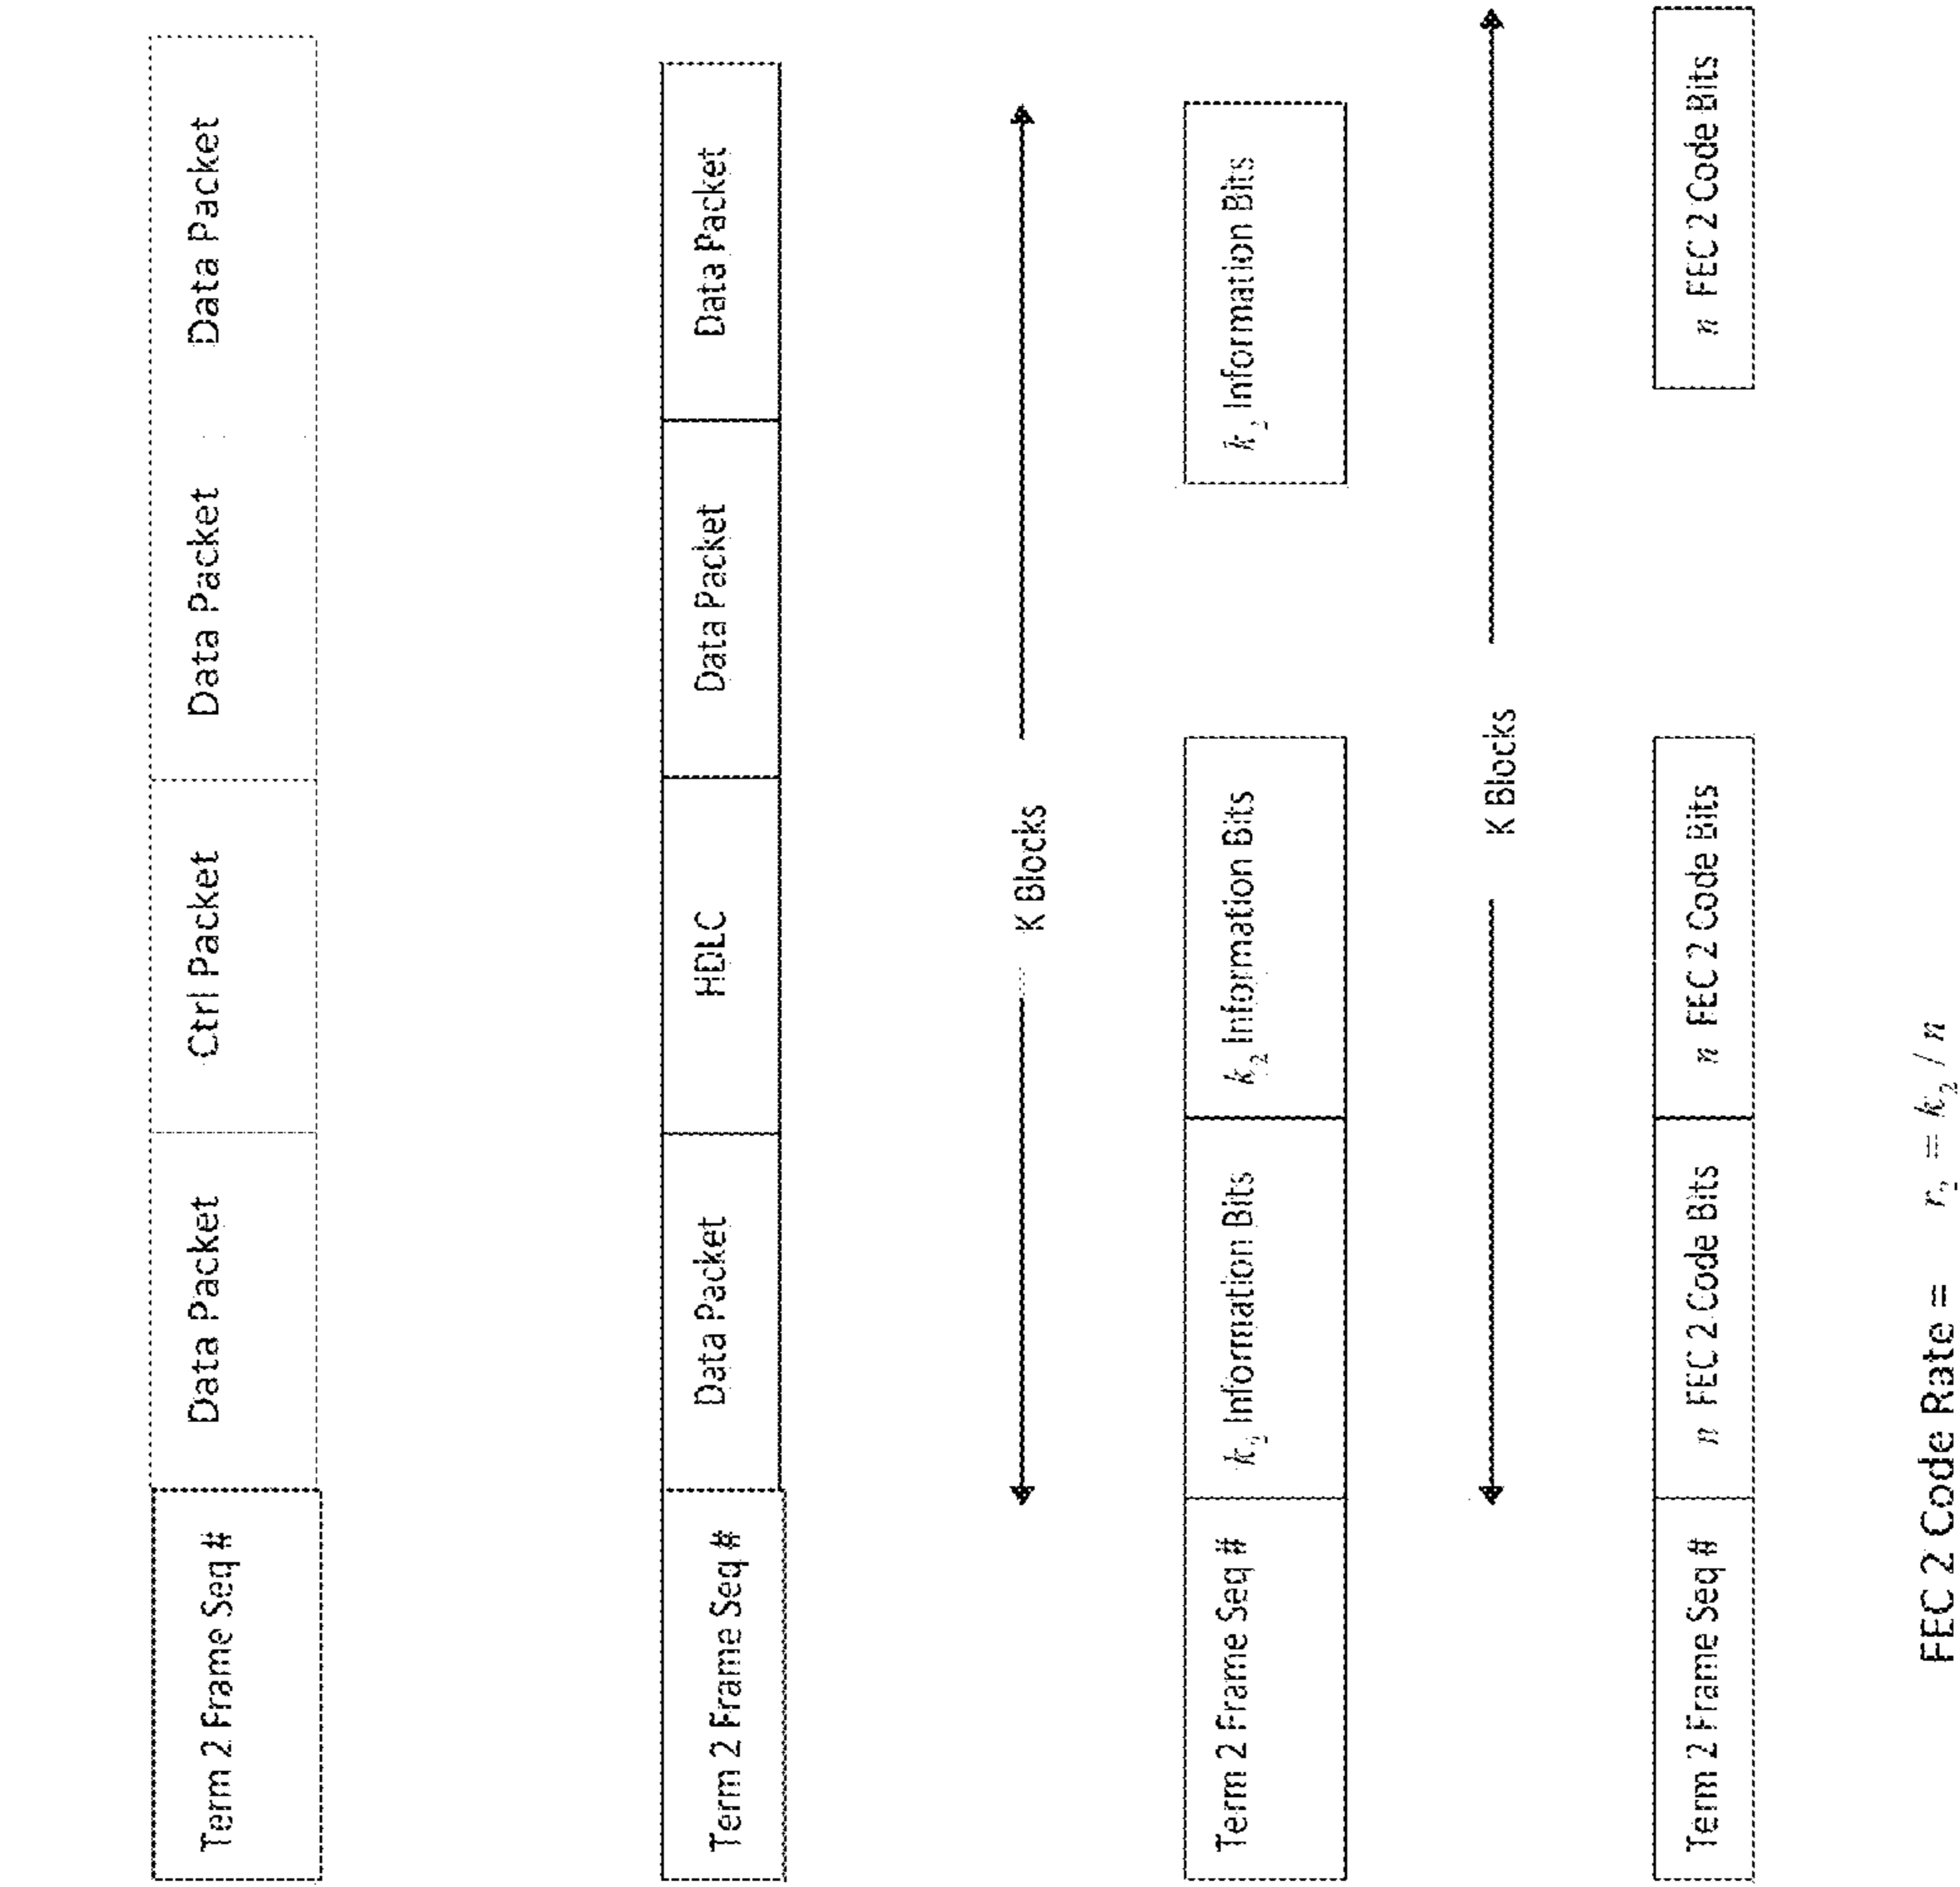 Term 2 Frame Seq # Data Packet Ctrl Packet Data Packet Data Packet
Term 2 Frame Seq # Data Packet HDLC Data Packet Data Packet
K Blocks
Term 2 Frame Seq # k₂ Information Bits k₂ Information Bits k₂ Information Bits
K Blocks
Term 2 Frame Seq # n FEC 2 Code Bits n FEC 2 Code Bits n FEC 2 Code Bits
FEC 2 Code Rate = r₂ = k₂ / n